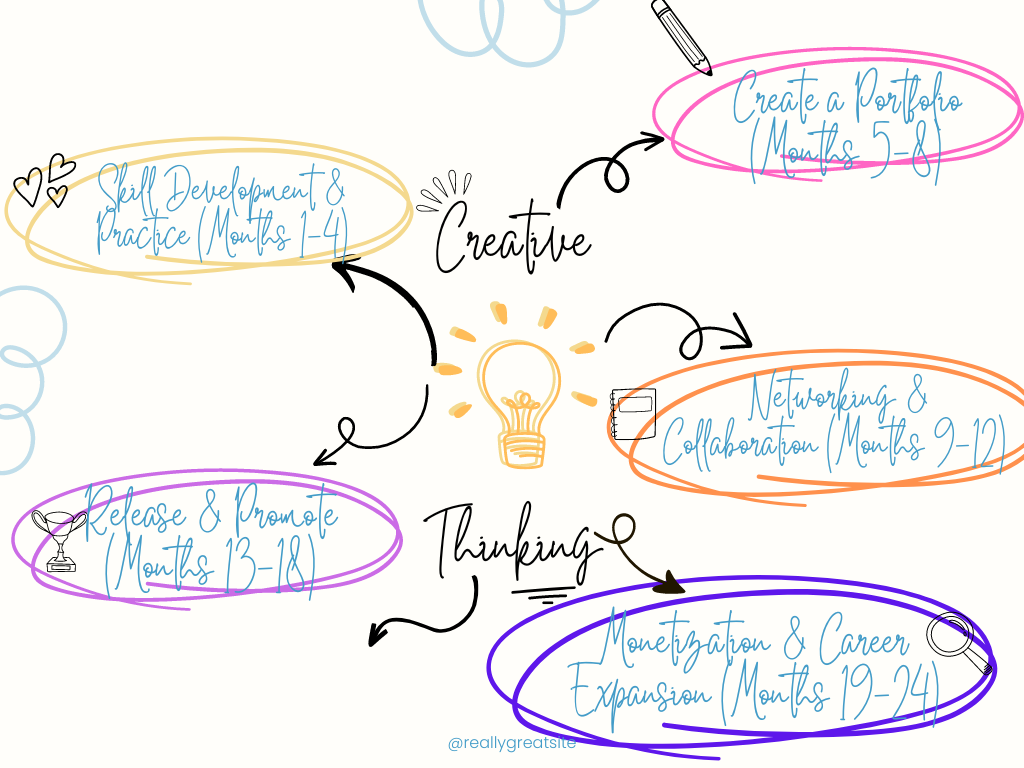 Create a Portfolio
(Months 5-8)
Skill Development &
Practice (Months 1-4)
Creative
Networking &
Collaboration (Months 9-12)
Release & Promote
(Months 13-18)
Thinking
Monetization & Career
Expansion (Months 19-24)
@reallygreatsite